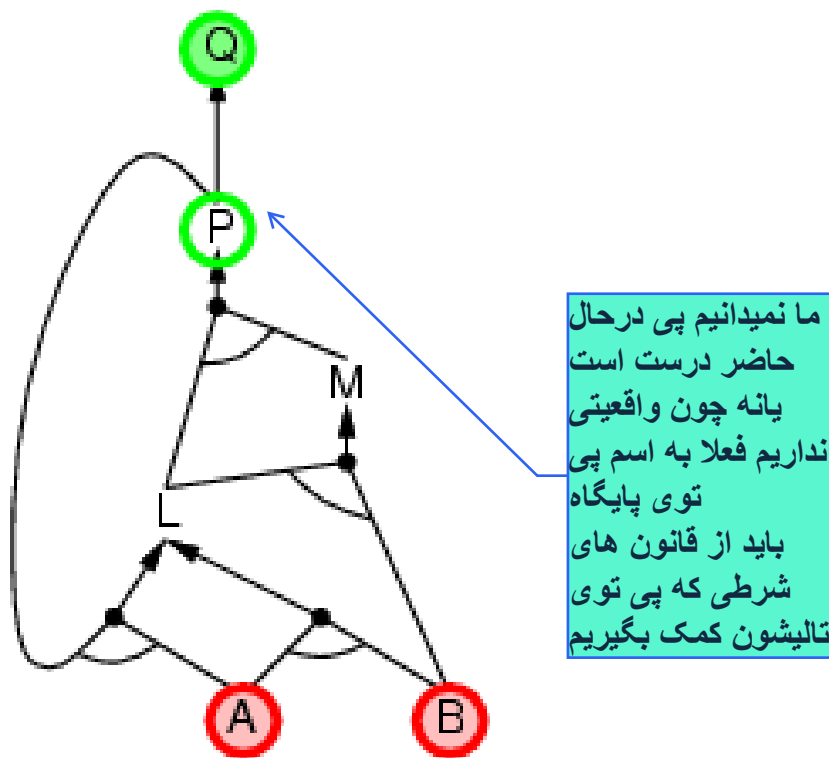 Q
P
M
L
A
B
ما نمیدانیم پی درحال
حاضر درست است
یانه چون واقعیتی
نداریم فعلا به اسم پی
توی پایگاه
باید از قانون های
شرطی که پی توی
تالیشون کمک بگیریم